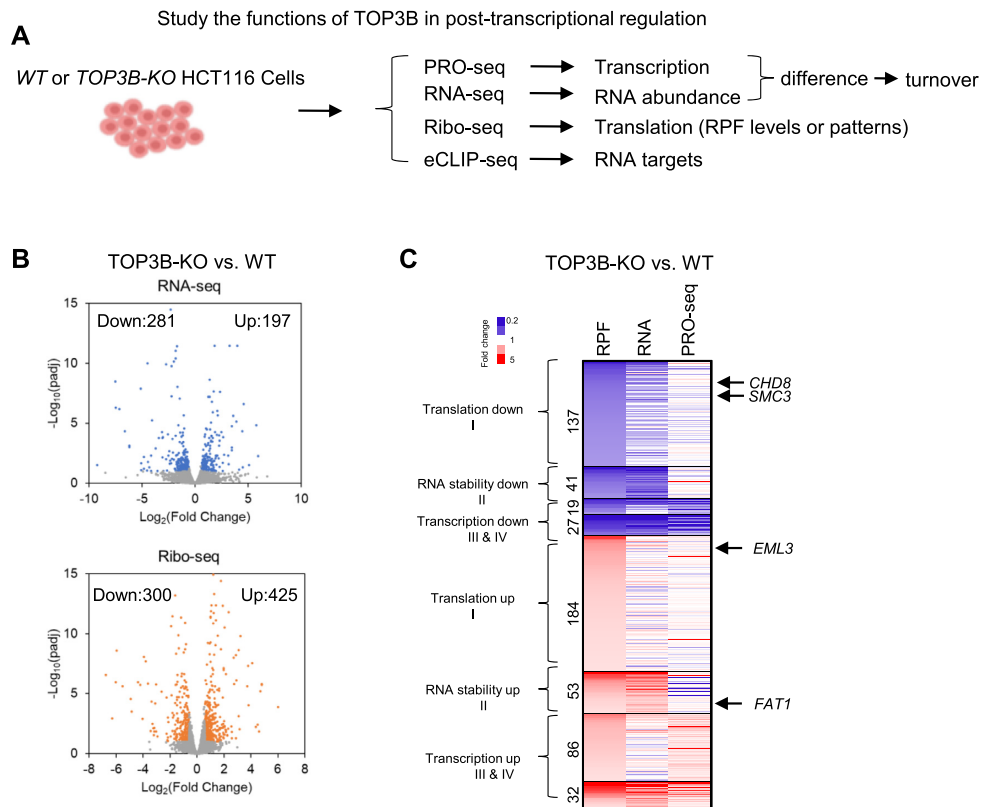 Study the functions of TOP3B in post-transcriptional regulation
A
WT or TOP3B-KO HCT116 Cells
PRO-seq Transcription
RNA-seq RNA abundance
difference turnover
Ribo-seq Translation (RPF levels or patterns)
eCLIP-seq RNA targets
B
TOP3B-KO vs. WT
RNA-seq
Down:281 Up:197
15
10
5
0
-Log10(padj)
-10 -5 0 5 10
Log2(Fold Change)
Ribo-seq
Down:300 Up:425
15
10
5
0
-Log10(padj)
-8 -6 -4 -2 0 2 4 6 8
Log2(Fold Change)
C
TOP3B-KO vs. WT
Fold change
0.2
1
5
RPF
RNA
PRO-seq
Translation down
I
137
CHD8
SMC3
RNA stability down
II
41
Transcription down
III & IV
19
27
Translation up
I
184
EML3
RNA stability up
II
53
FAT1
Transcription up
III & IV
86
32